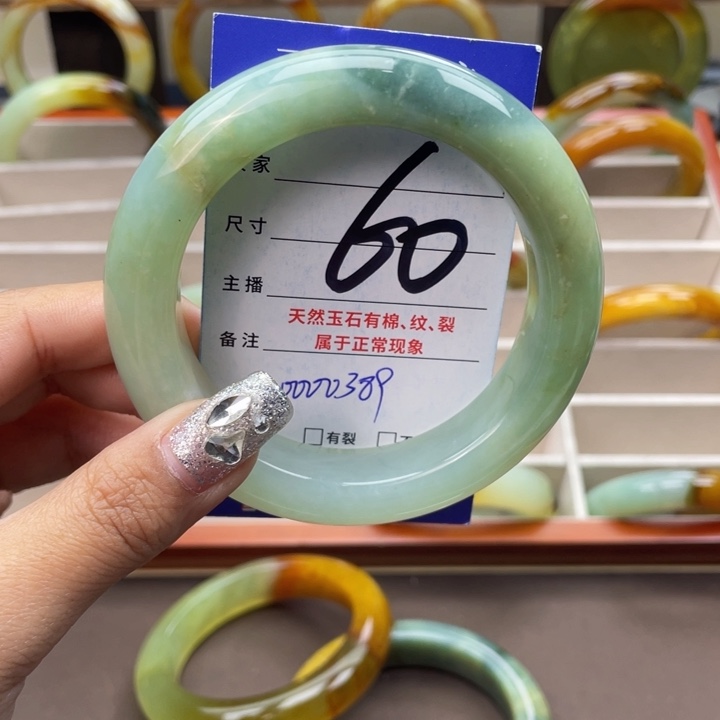 家
60
尺寸
主播
天然玉石有棉、纹、裂
属于正常现象
备注
0000389
□有裂 □